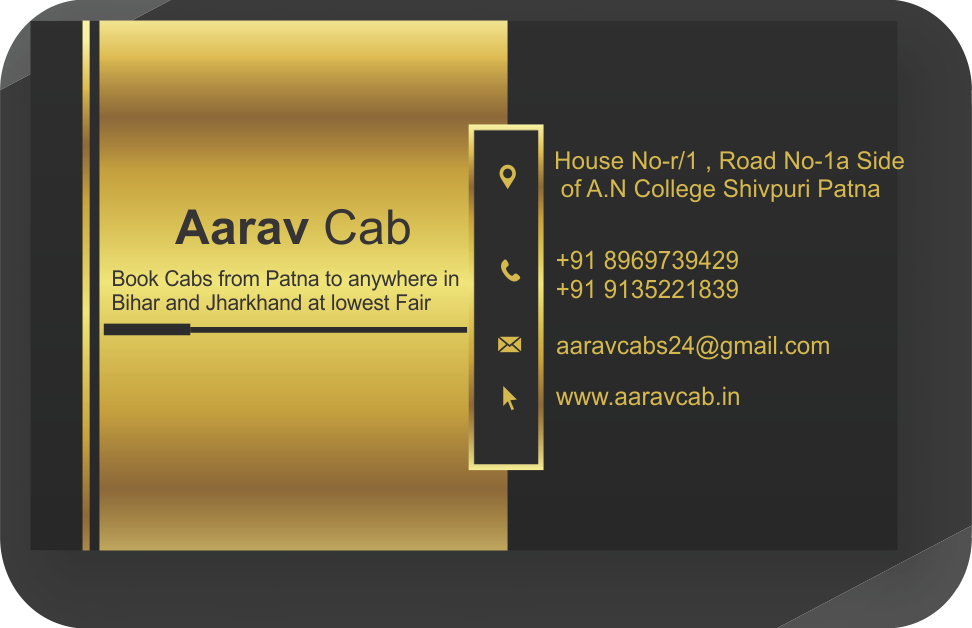 Aarav Cab
Book Cabs from Patna to anywhere in
Bihar and Jharkhand at lowest Fair
House No-r/1 , Road No-1a Side
of A.N College Shivpuri Patna
+91 8969739429
+91 9135221839
aaravcabs24@gmail.com
www.aaravcab.in